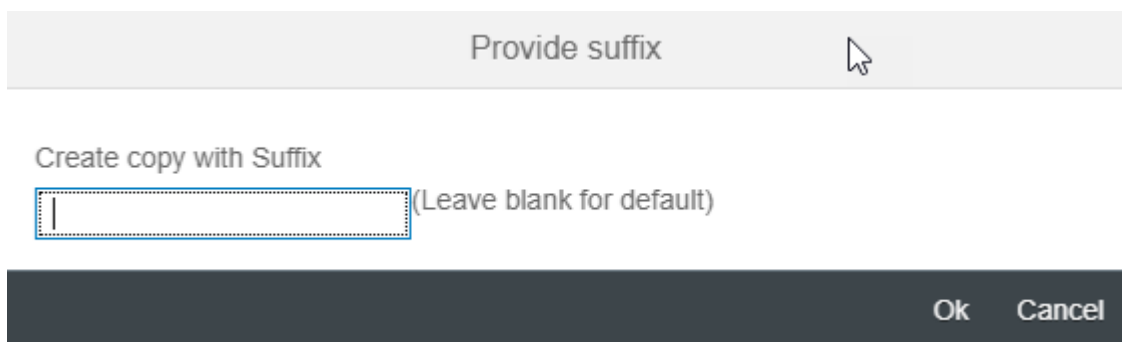 Provide suffix
Create copy with Suffix
(Leave blank for default)
Ok Cancel